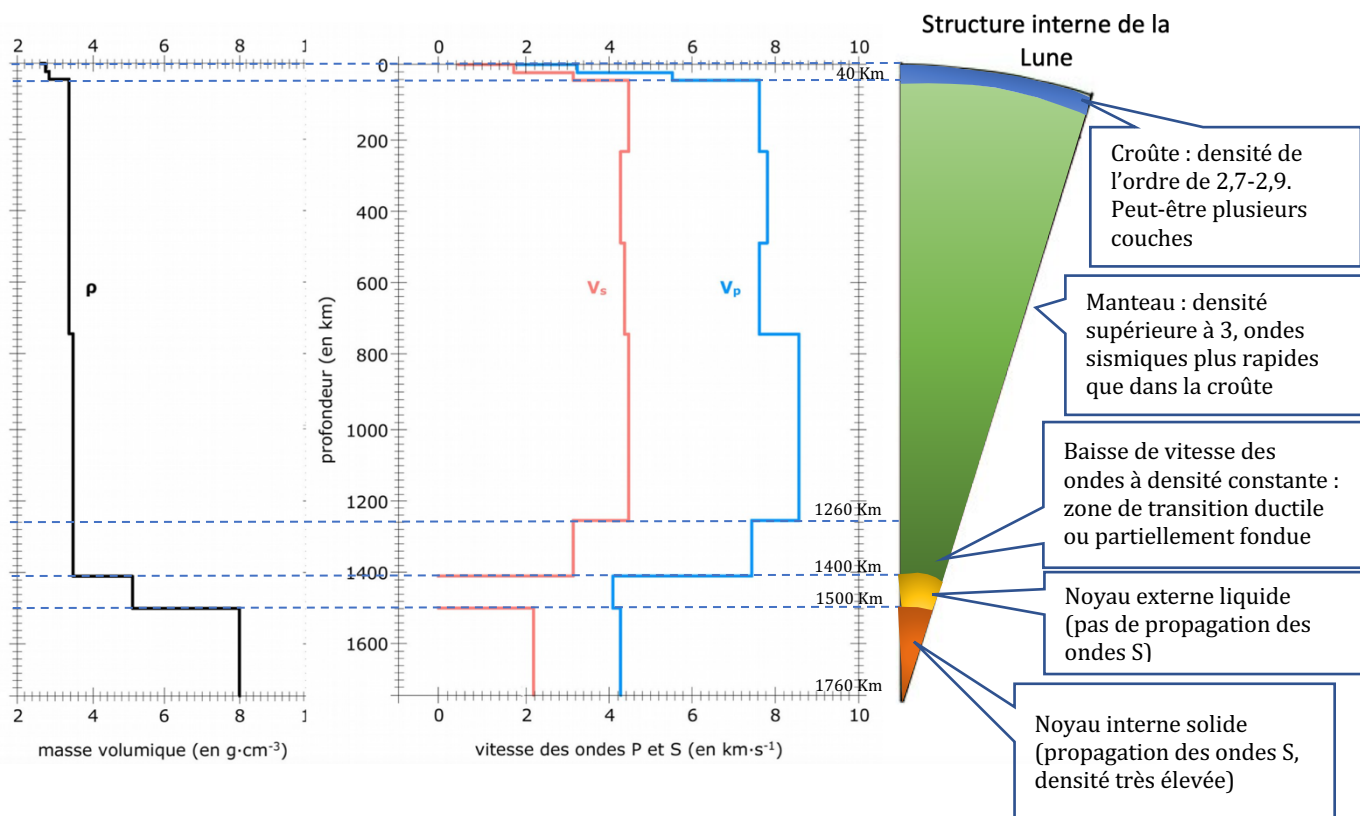 Structure interne de la
Lune
2 4 6 8 1
0 2 4 6 8 10
0
40 Km
200
400
600
800
1000
1200
1400
1600
ρ
profondeur (en km)
Vs
Vp
1260 Km
1400 Km
1500 Km
1760 Km
2 4 6 8 1
0 2 4 6 8 10
masse volumique (en g·cm-3)
vitesse des ondes P et S (en km·s-1)
Croûte : densité de
l’ordre de 2,7-2,9.
Peut-être plusieurs
couches
Manteau : densité
supérieure à 3, ondes
sismiques plus rapides
que dans la croûte
Baisse de vitesse des
ondes à densité constante :
zone de transition ductile
ou partiellement fondue
Noyau externe liquide
(pas de propagation des
ondes S)
Noyau interne solide
(propagation des ondes S,
densité très élevée)